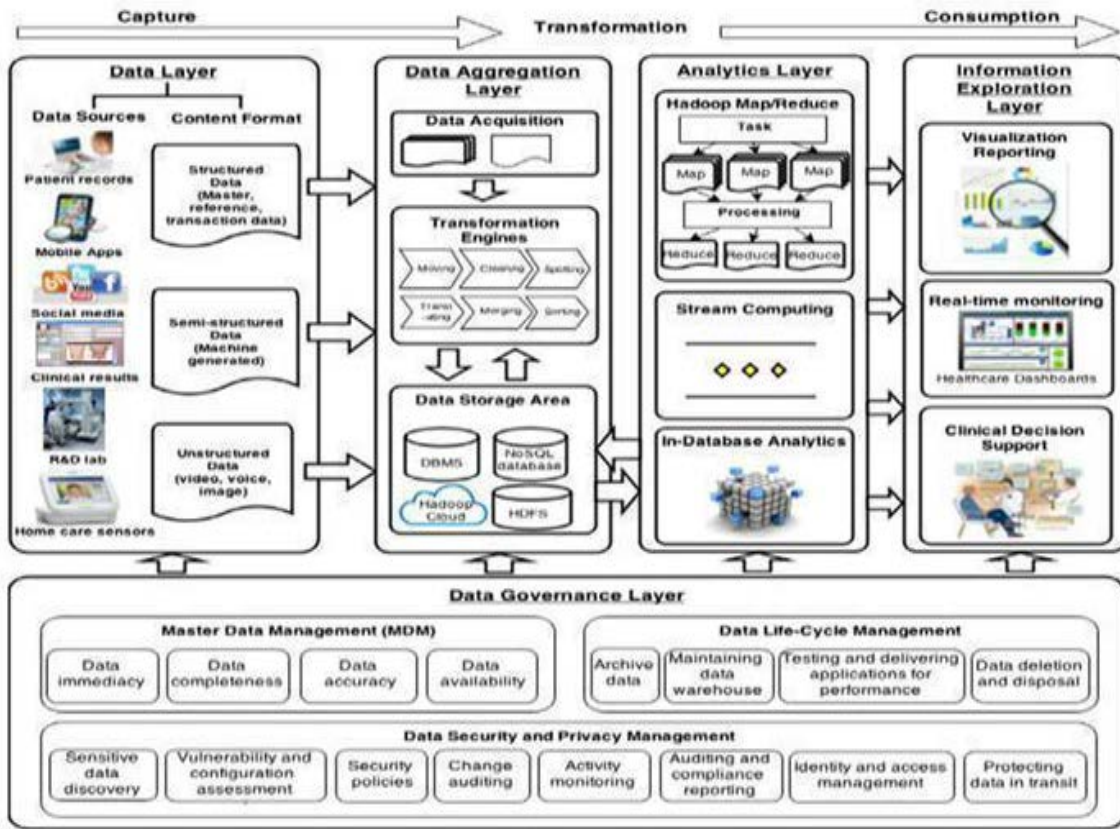 Capture
Transformation
Consumption
Data Layer
Data Sources
Content Format
Patient records
Mobile Apps
You
Social media
Clinical results
R&D lab
Home care sensors
Structured
Data
(Master,
reference,
transaction data)
Semi-structured
Data
(Machine
generated)
Unstructured
Data
(video, voice,
image)
Data Aggregation
Layer
Data Acquisition
Transformation
Engines
Moving
Cleaning
Splitting
Merging
Sorting
Data Storage Area
DBMS
NoSQL
database
Hadoop
Cloud
HDFS
Analytics Layer
Hadoop Map/Reduce
Task
Map
Map
Map
Processing
Reduce
Reduce
Reduce
Stream Computing
In-Database Analytics
Information
Exploration
Layer
Visualization
Reporting
Real-time monitoring
Healthcare Dashboards
Clinical Decision
Support
Data Governance Layer
Master Data Management (MDM)
Data
immediacy
Data
completeness
Data
accuracy
Data
availability
Data Life-Cycle Management
Archive
data
Maintaining
data
warehouse
Testing and delivering
applications for
performance
Data deletion
and disposal
Data Security and Privacy Management
Sensitive
data
discovery
Vulnerability and
configuration
assessment
Security
policies
Change
auditing
Activity
monitoring
Auditing and
compliance
reporting
Identity and access
management
Protecting
data in transit